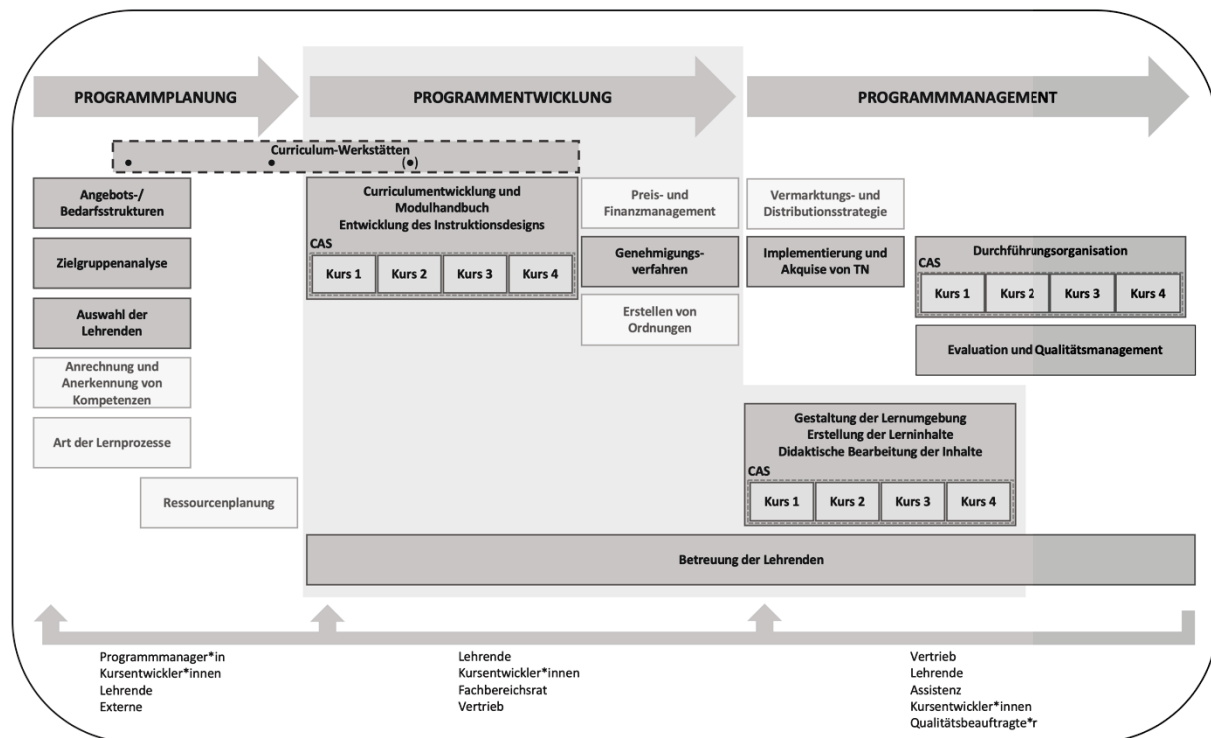 PROGRAMMPLANUNG
PROGRAMMENTWICKLUNG
PROGRAMMMANAGEMENT
Curriculum-Werkstätten
(•)
Angebots-/
Bedarfsstrukturen
Zielgruppenanalyse
Auswahl der
Lehrenden
Anrechnung und
Anerkennung von
Kompetenzen
Art der Lernprozesse
Ressourcenplanung
Curriculumentwicklung und
Modulhandbuch
Entwicklung des Instruktionsdesigns
CAS
Kurs 1 Kurs 2 Kurs 3 Kurs 4
Preis- und
Finanzmanagement
Genehmigungs-
verfahren
Erstellen von
Ordnungen
Vermarktungs- und
Distributionsstrategie
Implementierung und
Akquise von TN
Durchführungsorganisation
CAS
Kurs 1 Kurs 2 Kurs 3 Kurs 4
Evaluation und Qualitätsmanagement
Gestaltung der Lernumgebung
Erstellung der Lerninhalte
Didaktische Bearbeitung der Inhalte
CAS
Kurs 1 Kurs 2 Kurs 3 Kurs 4
Betreuung der Lehrenden
Programmmanager*in
Kursentwickler*innen
Lehrende
Externe
Lehrende
Kursentwickler*innen
Fachbereichsrat
Vertrieb
Vertrieb
Lehrende
Assistenz
Kursentwickler*innen
Qualitätsbeauftragte*r